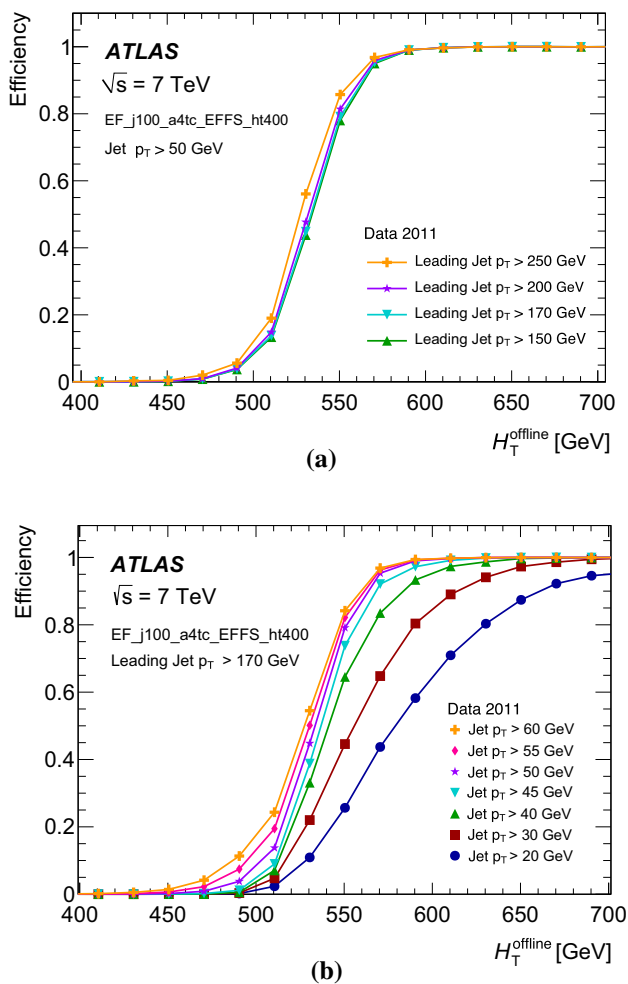 Efficiency
ATLAS
√s = 7 TeV
EF_j100_a4tc_EFFS_ht400
Jet p_T > 50 GeV
Data 2011
Leading Jet p_T > 250 GeV
Leading Jet p_T > 200 GeV
Leading Jet p_T > 170 GeV
Leading Jet p_T > 150 GeV
1
0.8
0.6
0.4
0.2
0
400 450 500 550 600 650 700
H_T^offline [GeV]
(a)
Efficiency
ATLAS
√s = 7 TeV
EF_j100_a4tc_EFFS_ht400
Leading Jet p_T > 170 GeV
Data 2011
Jet p_T > 60 GeV
Jet p_T > 55 GeV
Jet p_T > 50 GeV
Jet p_T > 45 GeV
Jet p_T > 40 GeV
Jet p_T > 30 GeV
Jet p_T > 20 GeV
1
0.8
0.6
0.4
0.2
0
400 450 500 550 600 650 700
H_T^offline [GeV]
(b)